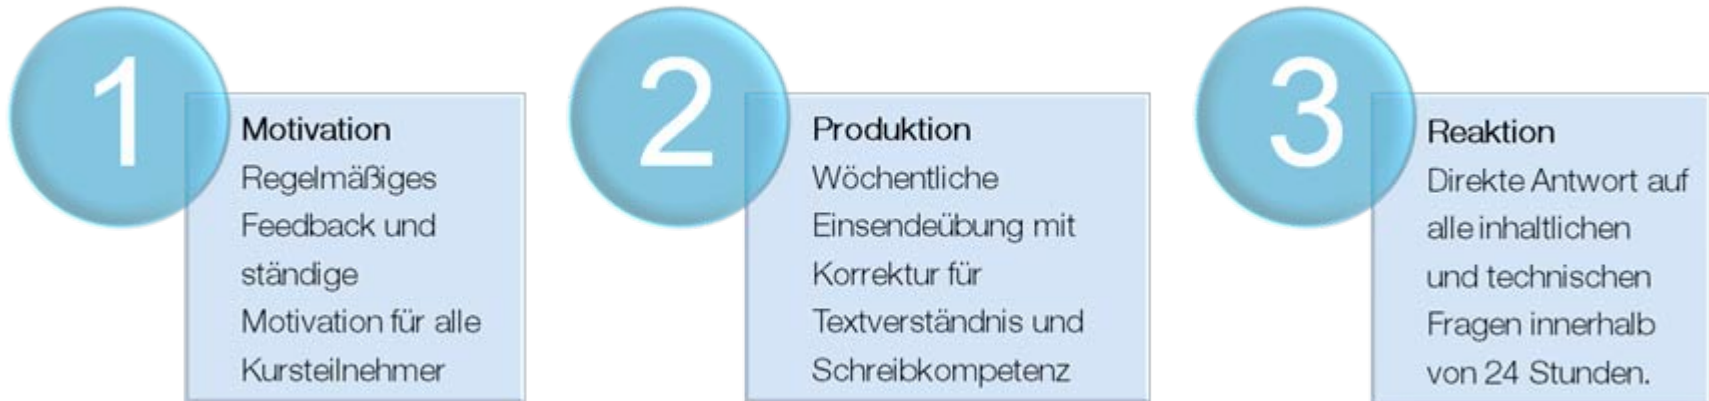 1
Motivation
Regelmäßiges
Feedback und
ständige
Motivation für alle
Kursteilnehmer
2
Produktion
Wöchentliche
Einsendeübung mit
Korrektur für
Textverständnis und
Schreibkompetenz
3
Reaktion
Direkte Antwort auf
alle inhaltlichen
und technischen
Fragen innerhalb
von 24 Stunden.